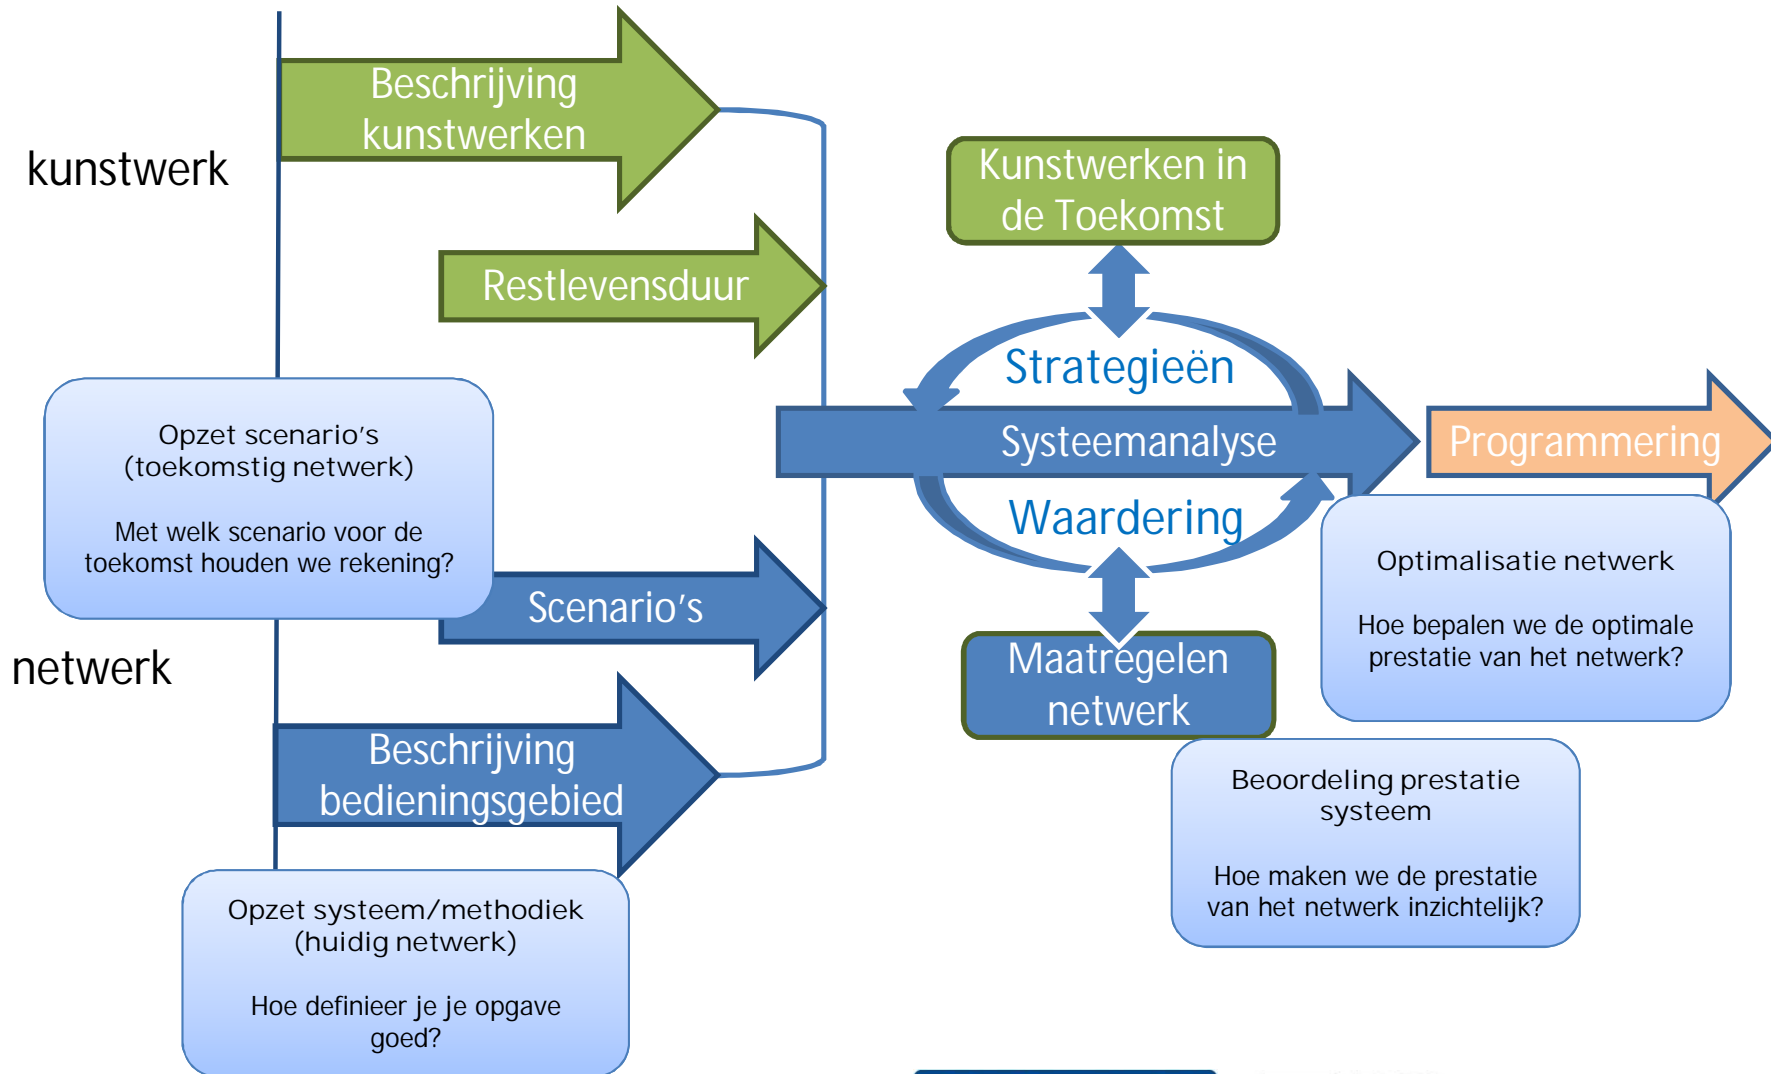 Beschrijving
kunstwerken
kunstwerk
Restlevensduur
Kunstwerken in
de Toekomst
Strategieën
Systeemanalyse
Waardering
Programmering
Opzet scenario's
(toekomstig netwerk)
Met welk scenario voor de
toekomst houden we rekening?
Scenario's
netwerk
Maatregelen
netwerk
Optimalisatie netwerk
Hoe bepalen we de optimale
prestatie van het netwerk?
Beschrijving
bedieningsgebied
Beoordeling prestatie
systeem
Hoe maken we de prestatie
van het netwerk inzichtelijk?
Opzet systeem/methodiek
(huidig netwerk)
Hoe definieer je je opgave
goed?